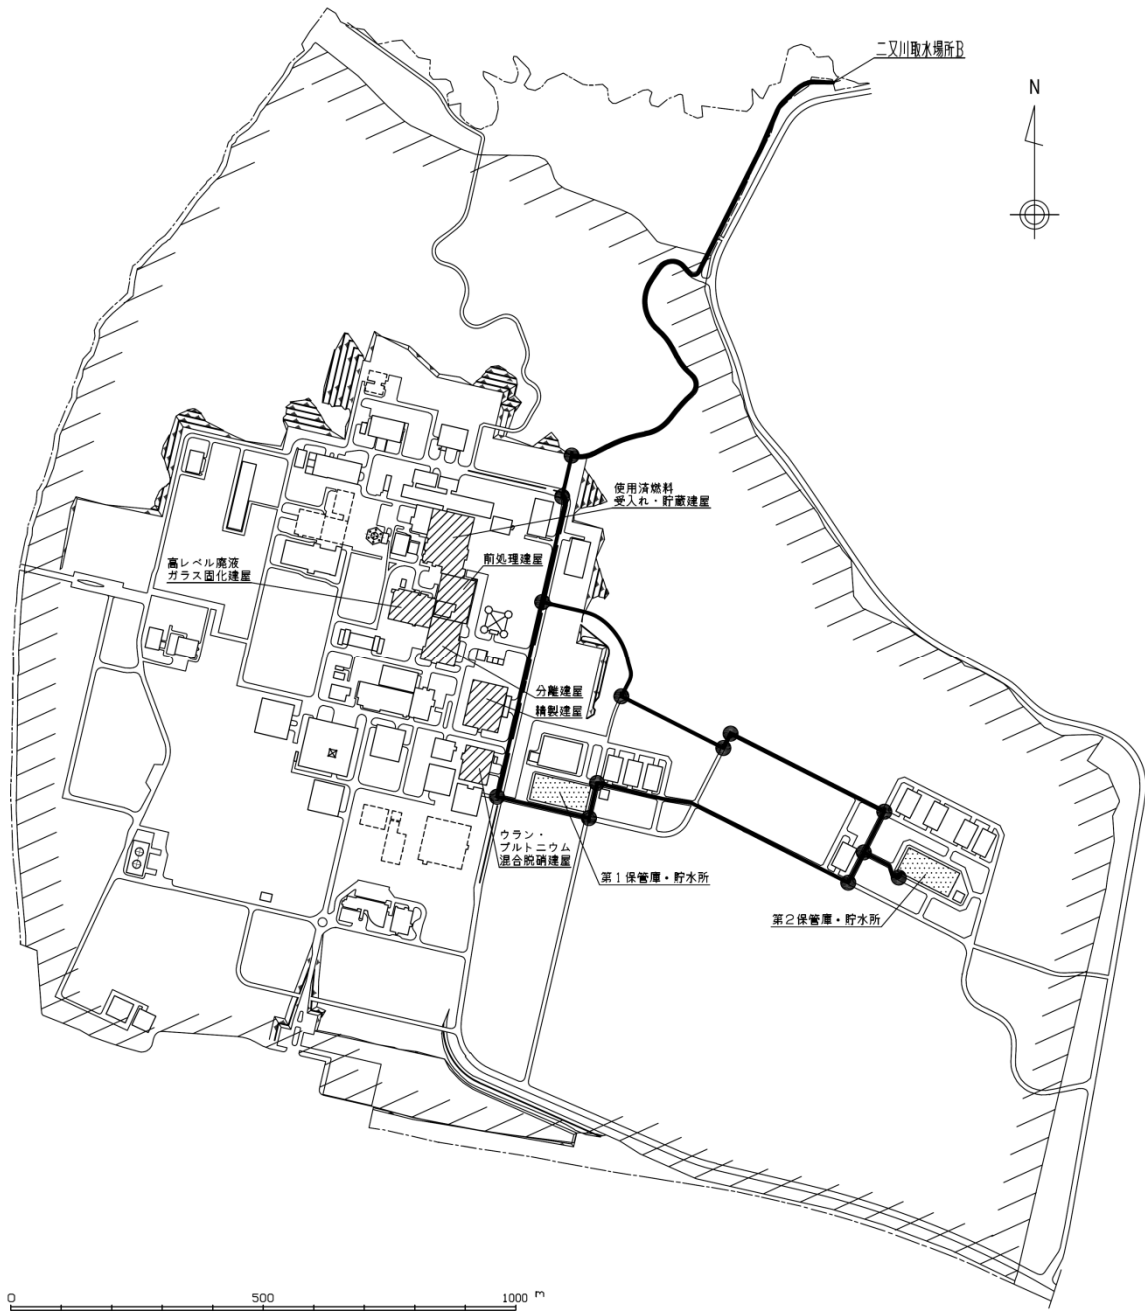 二又川取水場所B
N
使用済燃料
受入れ・貯蔵建屋
前処理建屋
高レベル廃液
ガラス固化建屋
分離建屋
精製建屋
ウラン・
プルトニウム
混合脱硝建屋
第1保管庫・貯水所
第2保管庫・貯水所
0 500 1000 m